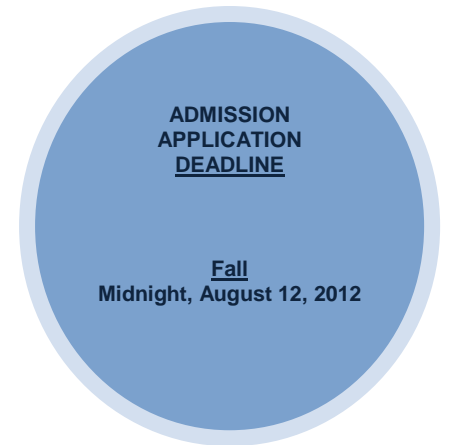 ADMISSION
APPLICATION
DEADLINE
Fall
Midnight, August 12, 2012